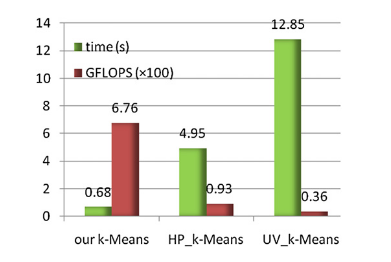 14
12
10
8
6
4
2
0
time (s)
GFLOPS (×100)
0.68
6.76
4.95
0.93
12.85
0.36
our k-Means
HP_k-Means
UV_k-Means